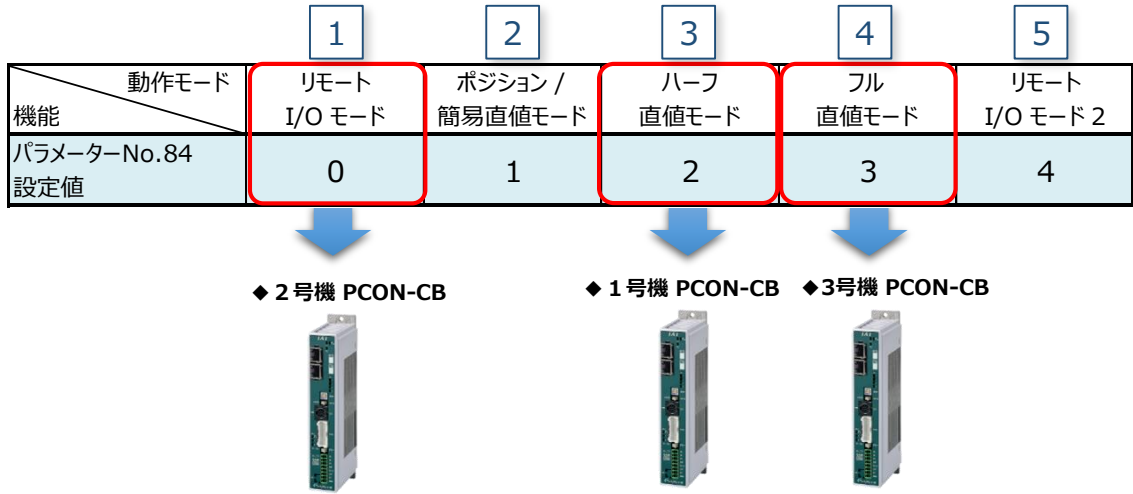 1
2
3
4
5
動作モード
機能
リモート
I/O モード
ポジション /
簡易直値モード
ハーフ
直値モード
フル
直値モード
リモート
I/O モード 2
パラメーターNo.84
設定値
0
1
2
3
4
◆ 2 号機 PCON-CB
◆ 1 号機 PCON-CB
◆3号機 PCON-CB